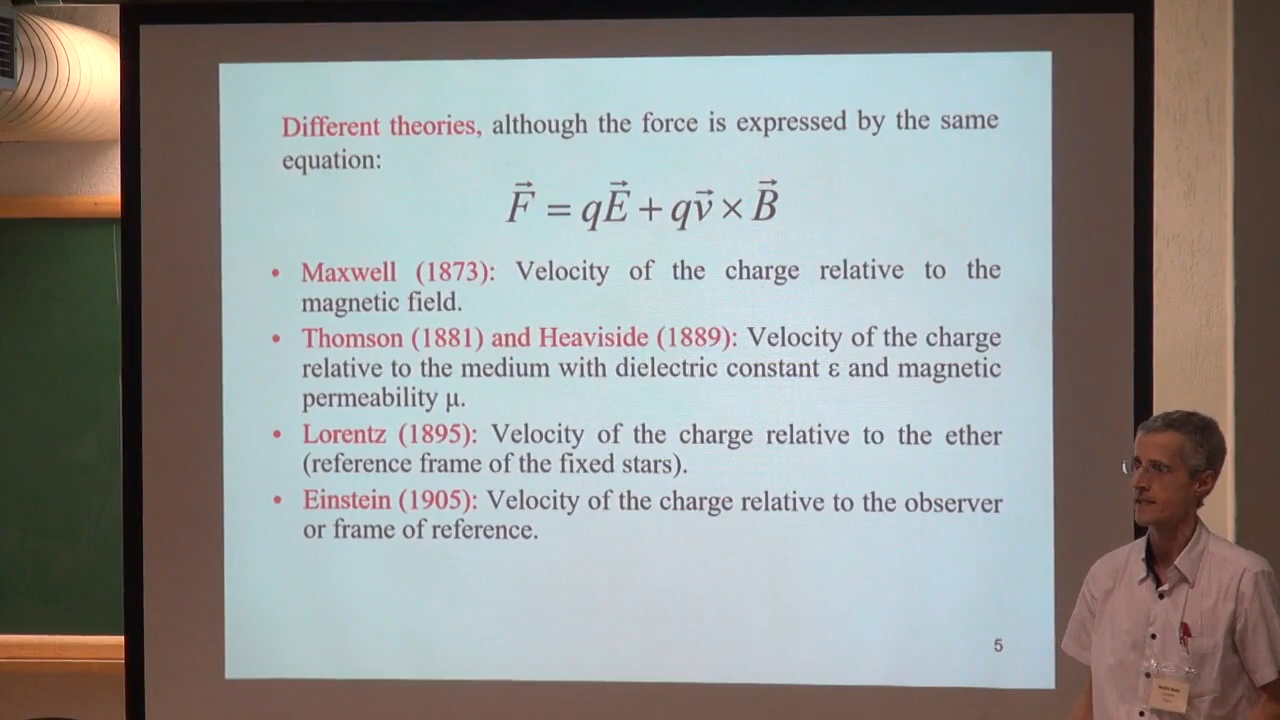 Different theories, although the force is expressed by the same
equation:
F⃗ = qE⃗ + qv⃗ × B⃗
• Maxwell (1873): Velocity of the charge relative to the
magnetic field.
• Thomson (1881) and Heaviside (1889): Velocity of the charge
relative to the medium with dielectric constant ε and magnetic
permeability μ.
• Lorentz (1895): Velocity of the charge relative to the ether
(reference frame of the fixed stars).
• Einstein (1905): Velocity of the charge relative to the observer
or frame of reference.
5